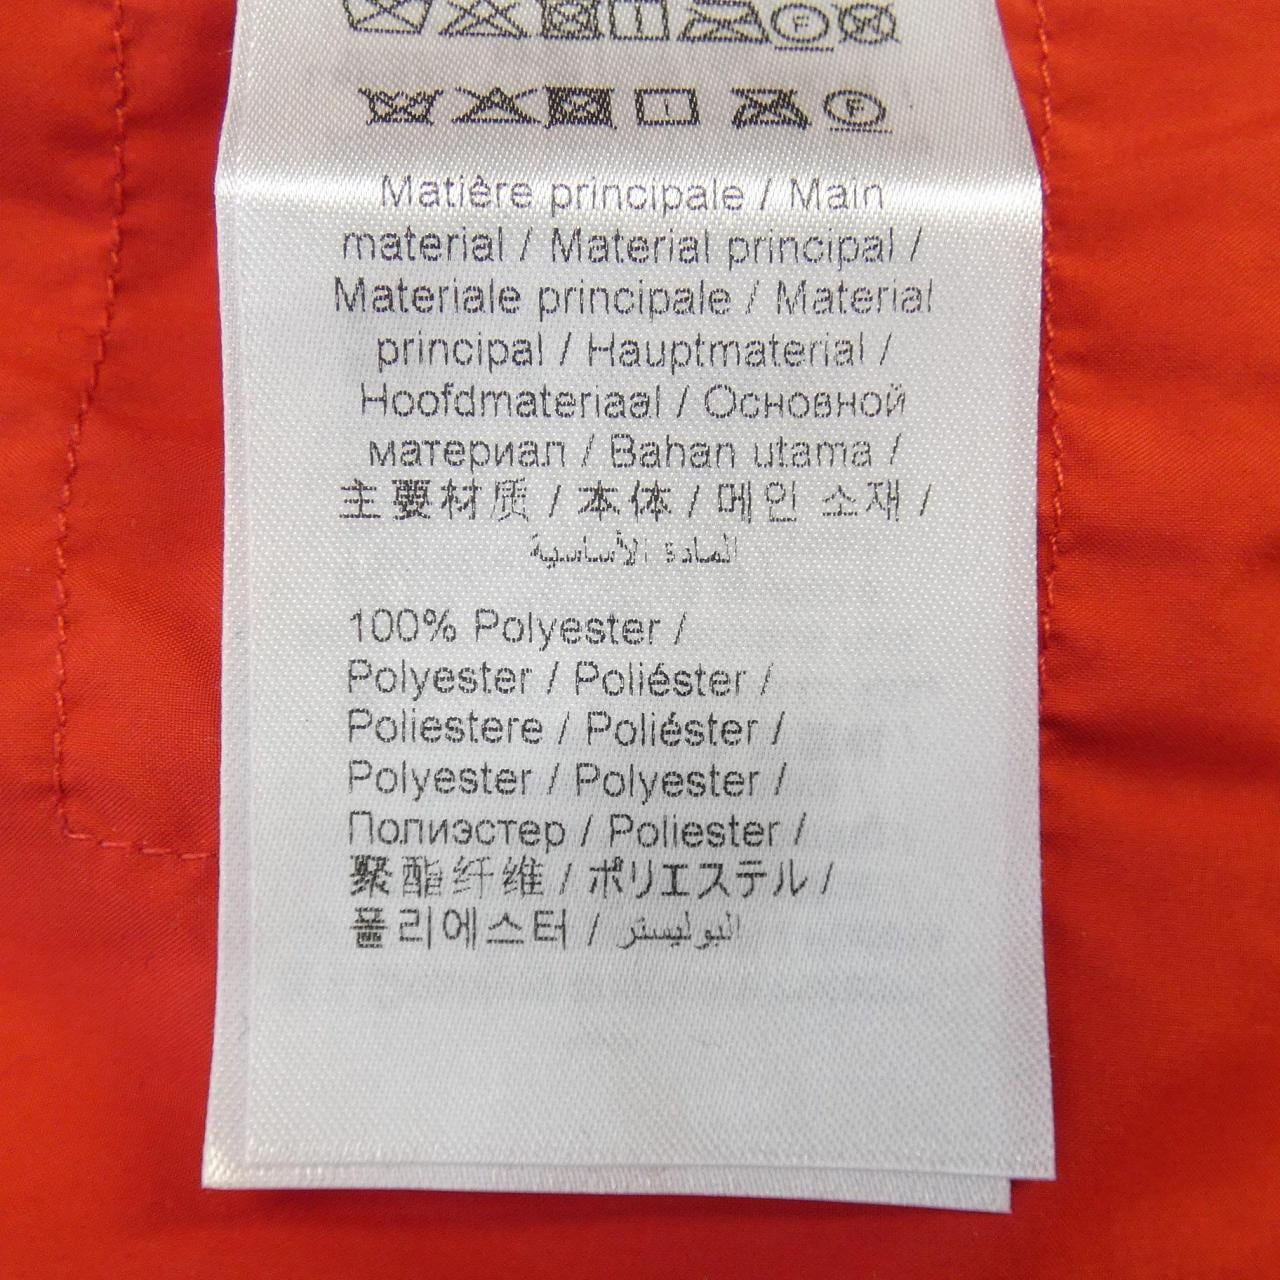 Matière principale / Main
material / Material principal /
Materiale principale / Material
principal / Hauptmaterial /
Hoofdmateriaal / Основной
материал / Bahan utama /
主要材质 / 本体 / 메인 소재 /
المادة الأساسية
100% Polyester /
Polyester / Poliéster /
Poliestere / Poliéster /
Polyester / Polyester /
Полиэстер / Poliester /
聚酯纤维 / ポリエステル /
폴리에스터 / البوليستر